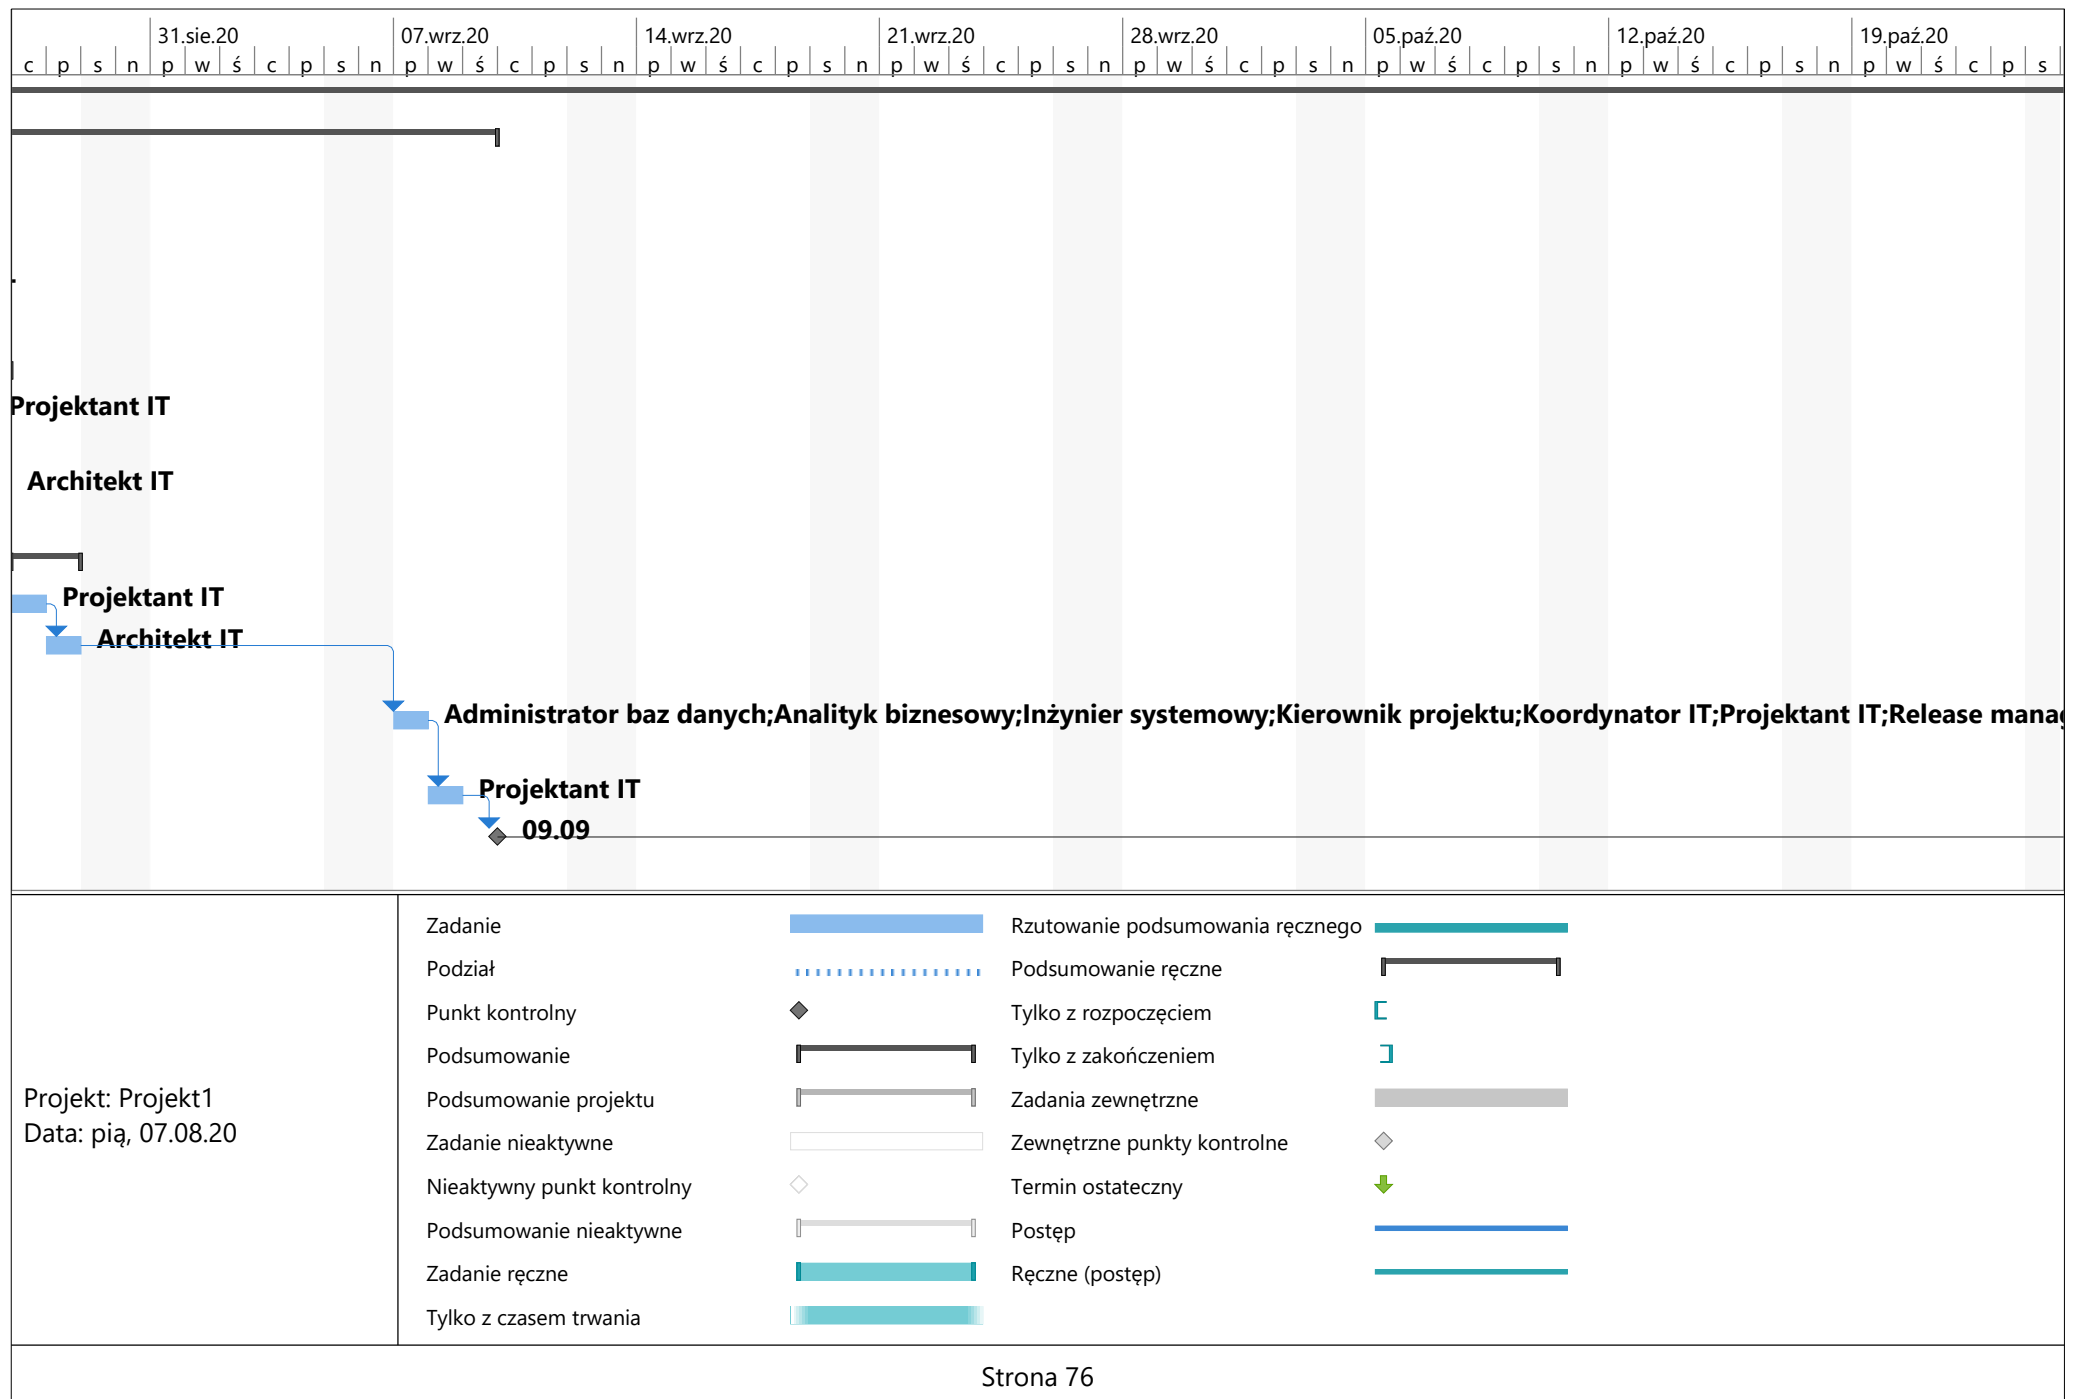 31.sie.20 07.wrz.20 14.wrz.20 21.wrz.20 28.wrz.20 05.paź.20 12.paź.20 19.paź.20
c p s n p w ś c p s n p w ś c p s n p w ś c p s n p w ś c p s n p w ś c p s n p w ś c p s n p w ś c p s n p w ś c p s
Projektant IT
Architekt IT
Projektant IT
Architekt IT
Administrator baz danych;Analityk biznesowy;Inżynier systemowy;Kierownik projektu;Koordynator IT;Projektant IT;Release
Projektant IT
09.09
Projekt: Projekt1
Data: pią, 07.08.20
Zadanie
Podział
Punkt kontrolny
Podsumowanie
Podsumowanie projektu
Zadanie nieaktywne
Nieaktywny punkt kontrolny
Podsumowanie nieaktywne
Zadanie ręczne
Tylko z czasem trwania
Rzutowanie podsumowania ręcznego
Podsumowanie ręczne
Tylko z rozpoczęciem
Tylko z zakończeniem
Zadania zewnętrzne
Zewnętrzne punkty kontrolne
Termin ostateczny
Postęp
Ręczne (postęp)
Strona 76